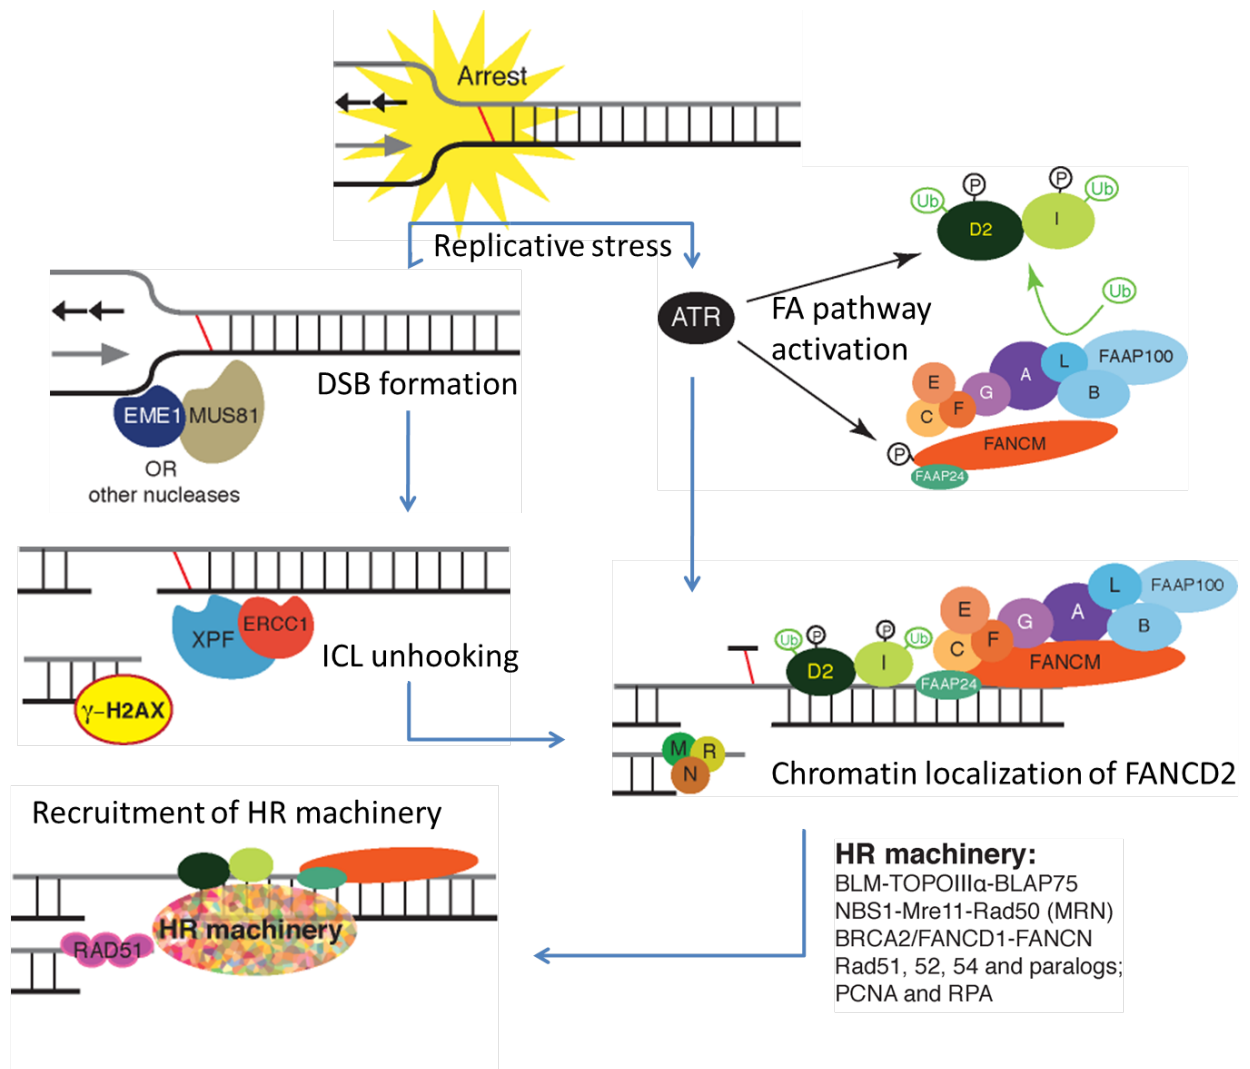 Arrest
Replicative stress
P
P
Ub
Ub
D2
I
ATR
FA pathway
activation
Ub
E
C
F
G
A
L
B
FAAP100
P
FANCM
FAAP24
DSB formation
EME1
MUS81
OR
other nucleases
XPF
ERCC1
ICL unhooking
γ–H2AX
Ub
P
P
Ub
D2
I
E
C
F
G
A
L
B
FAAP100
FANCM
FAAP24
M
R
N
Chromatin localization of FANCD2
Recruitment of HR machinery
HR machinery
RAD51
HR machinery:
BLM-TOPOIIIα-BLAP75
NBS1-Mre11-Rad50 (MRN)
BRCA2/FANCD1-FANCN
Rad51, 52, 54 and paralogs;
PCNA and RPA